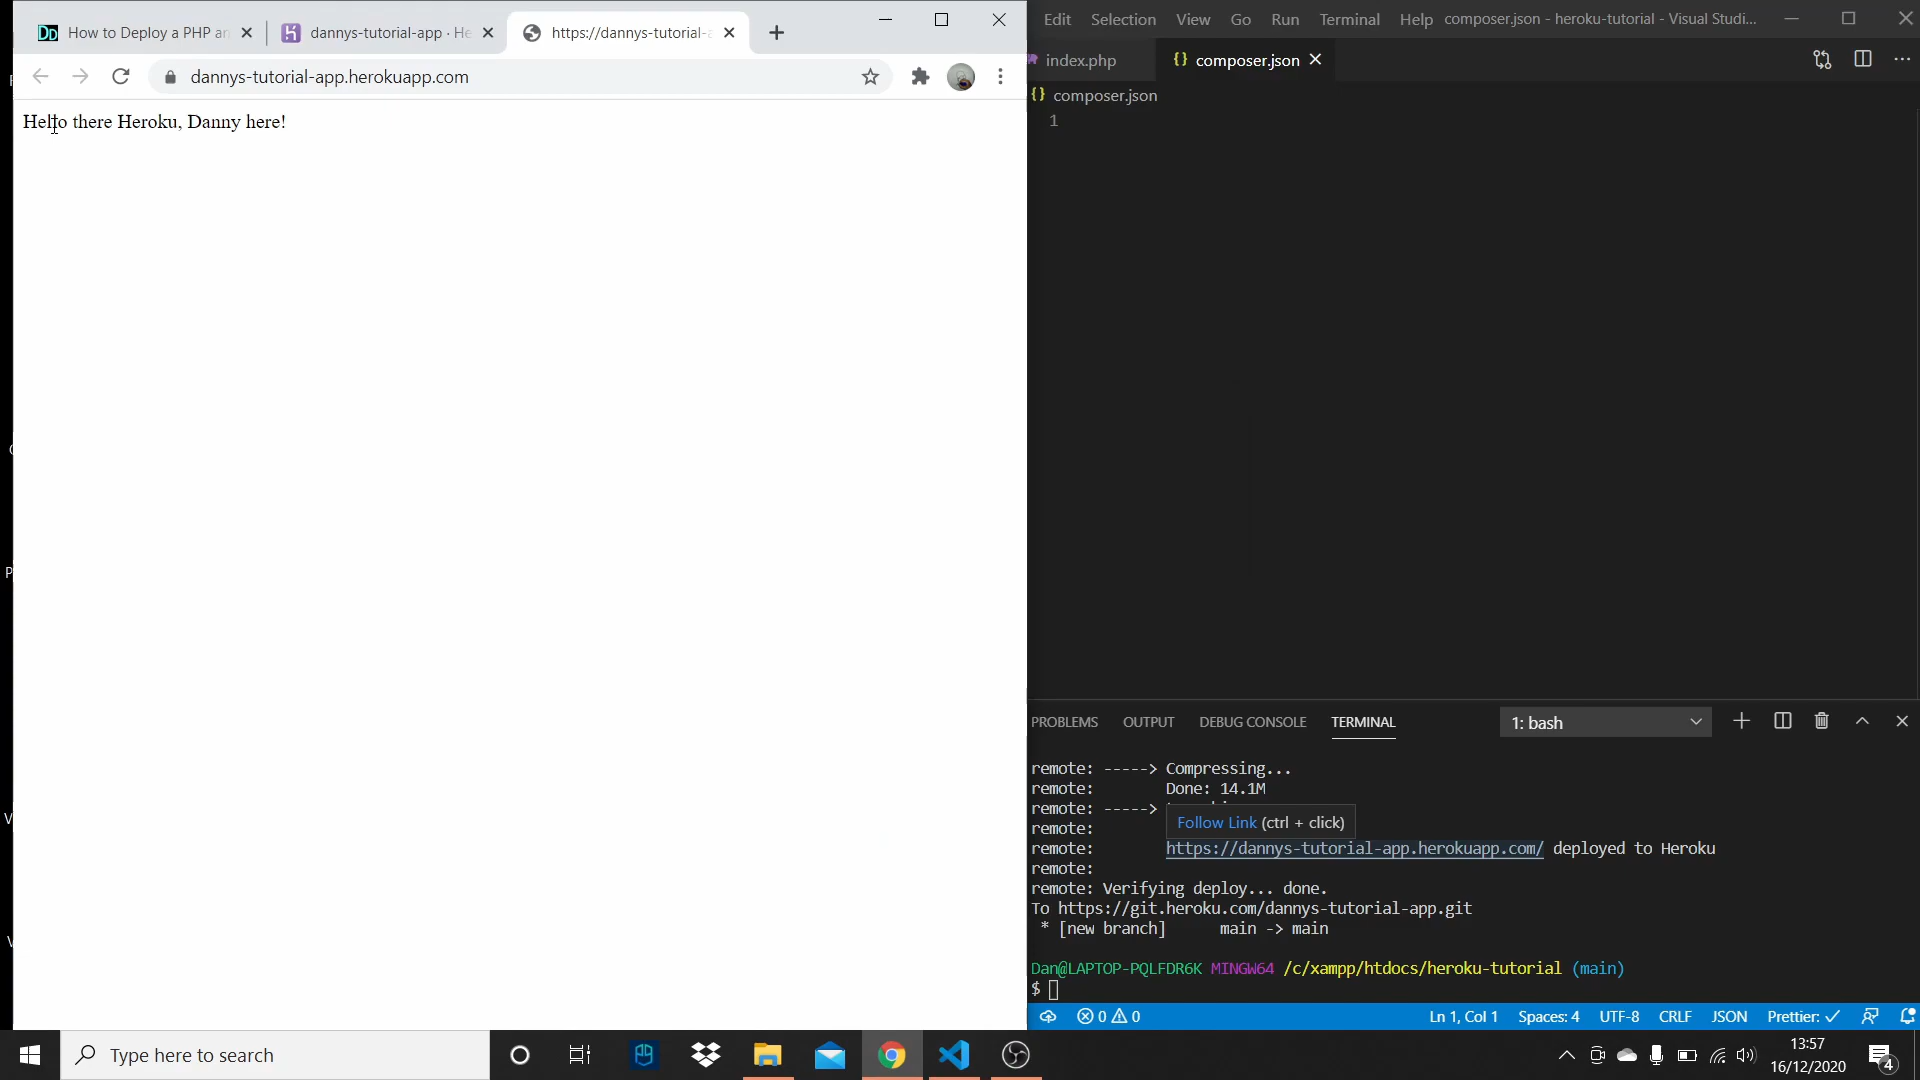 How to Deploy a PHP an
dannys-tutorial-app · He
https://dannys-tutorial-a
dannys-tutorial-app.herokuapp.com
Hello there Heroku, Danny here!
Edit Selection View Go Run Terminal Help composer.json - heroku-tutorial - Visual Studi...
index.php
{} composer.json
{} composer.json
1
PROBLEMS OUTPUT DEBUG CONSOLE TERMINAL 1: bash
remote: -----> Compressing...
remote: Done: 14.1M
remote: ----->
Follow Link (ctrl + click)
remote:
remote: https://dannys-tutorial-app.herokuapp.com/ deployed to Heroku
remote:
remote: Verifying deploy... done.
To https://git.heroku.com/dannys-tutorial-app.git
* [new branch] main -> main
Dan@LAPTOP-PQLFDR6K MINGW64 /c/xampp/htdocs/heroku-tutorial (main)
$
0 0 Ln 1, Col 1 Spaces: 4 UTF-8 CRLF JSON Prettier: ✓
Type here to search
13:57
16/12/2020
4